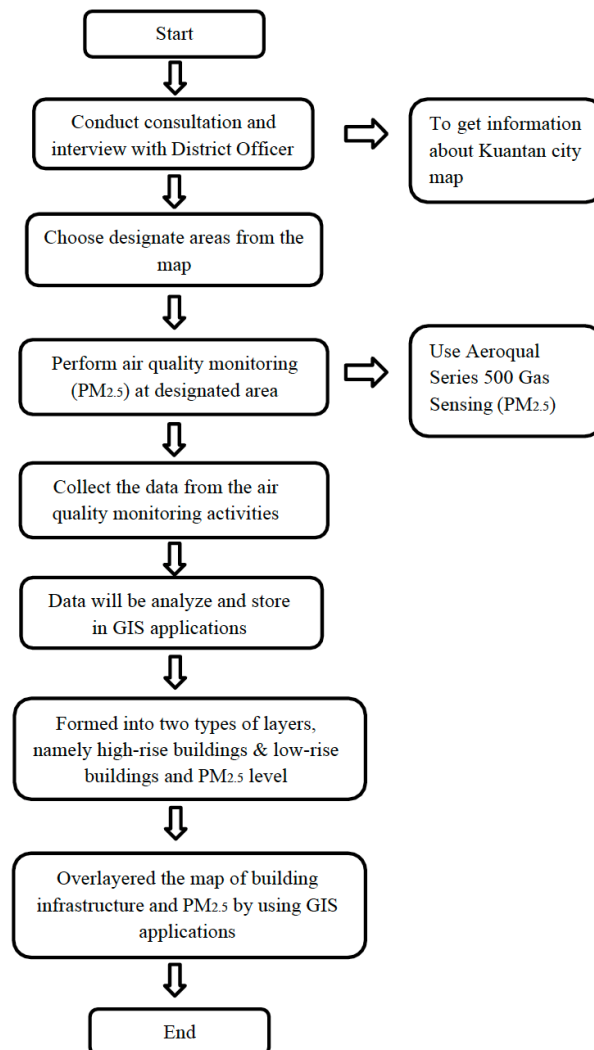 Start
Conduct consultation and
interview with District Officer
To get information
about Kuantan city
map
Choose designate areas from the
map
Perform air quality monitoring
(PM2.5) at designated area
Use Aeroqual
Series 500 Gas
Sensing (PM2.5)
Collect the data from the air
quality monitoring activities
Data will be analyze and store
in GIS applications
Formed into two types of layers,
namely high-rise buildings & low-rise
buildings and PM2.5 level
Overlayered the map of building
infrastructure and PM2.5 by using GIS
applications
End